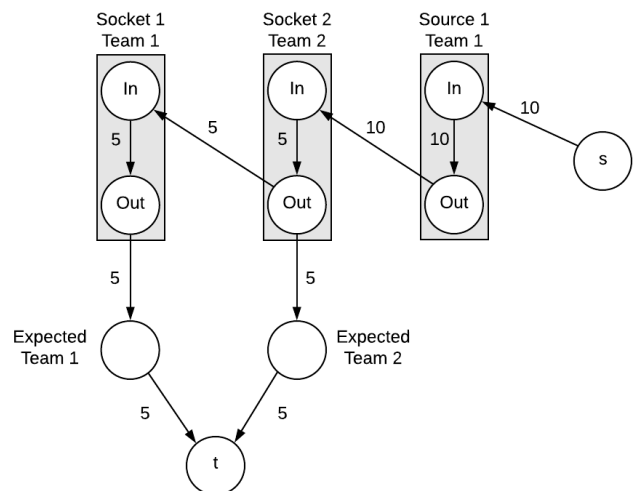 Socket 1
Team 1
Socket 2
Team 2
Source 1
Team 1
In
In
In
10
5
5
5
10
10
s
Out
Out
Out
5
5
Expected
Team 1
Expected
Team 2
5
5
t